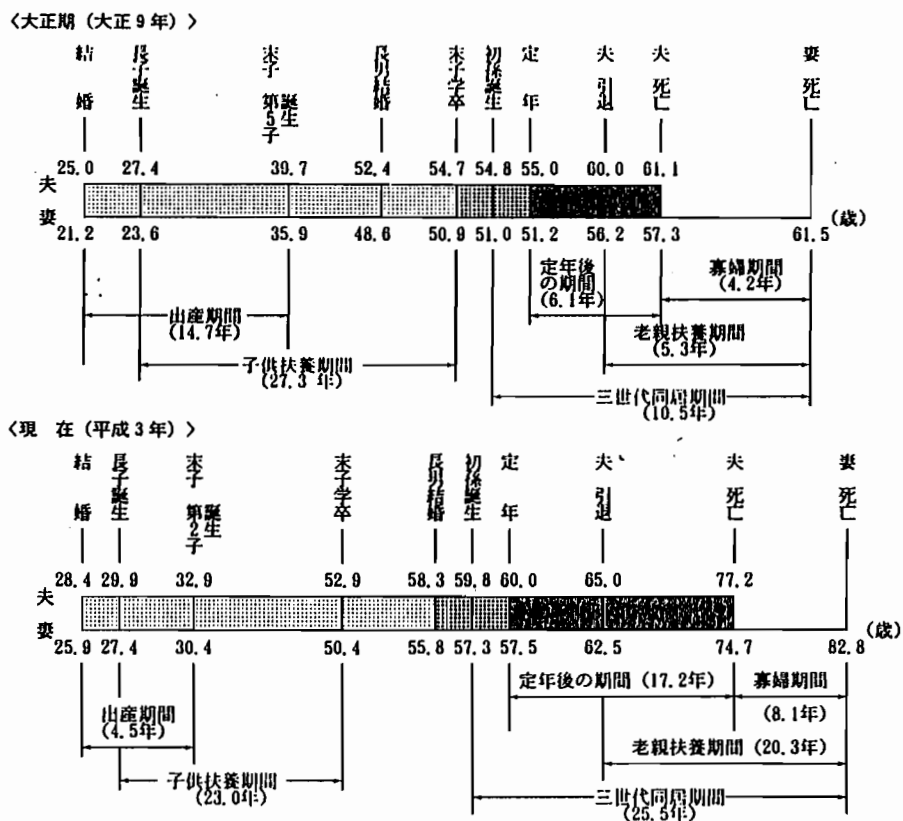 〈大正期（大正9年）〉
結婚
長子誕生
末子 第5子 誕生
長男結婚
末子学卒
初孫誕生
定年
夫引退
夫死亡
妻死亡
25.0 27.4 39.7 52.4 54.7 54.8 55.0 60.0 61.1
夫
妻
(歳)
21.2 23.6 35.9 48.6 50.9 51.0 51.2 56.2 57.3 61.5
定年後の期間
(6.1年)
寡婦期間
(4.2年)
出産期間
(14.7年)
老親扶養期間
(5.3年)
子供扶養期間
(27.3年)
三世代同居期間
(10.5年)
〈現 在（平成3年）〉
結婚
長子誕生
末子 第2子 誕生
末子学卒
長男結婚
初孫誕生
定年
夫引退
夫死亡
妻死亡
28.4 29.9 32.9 52.9 58.3 59.8 60.0 65.0 77.2
夫
妻
(歳)
25.9 27.4 30.4 50.4 55.8 57.3 57.5 62.5 74.7 82.8
定年後の期間 (17.2年)
寡婦期間
(8.1年)
出産期間
(4.5年)
老親扶養期間 (20.3年)
子供扶養期間
(23.0年)
三世代同居期間
(25.5年)